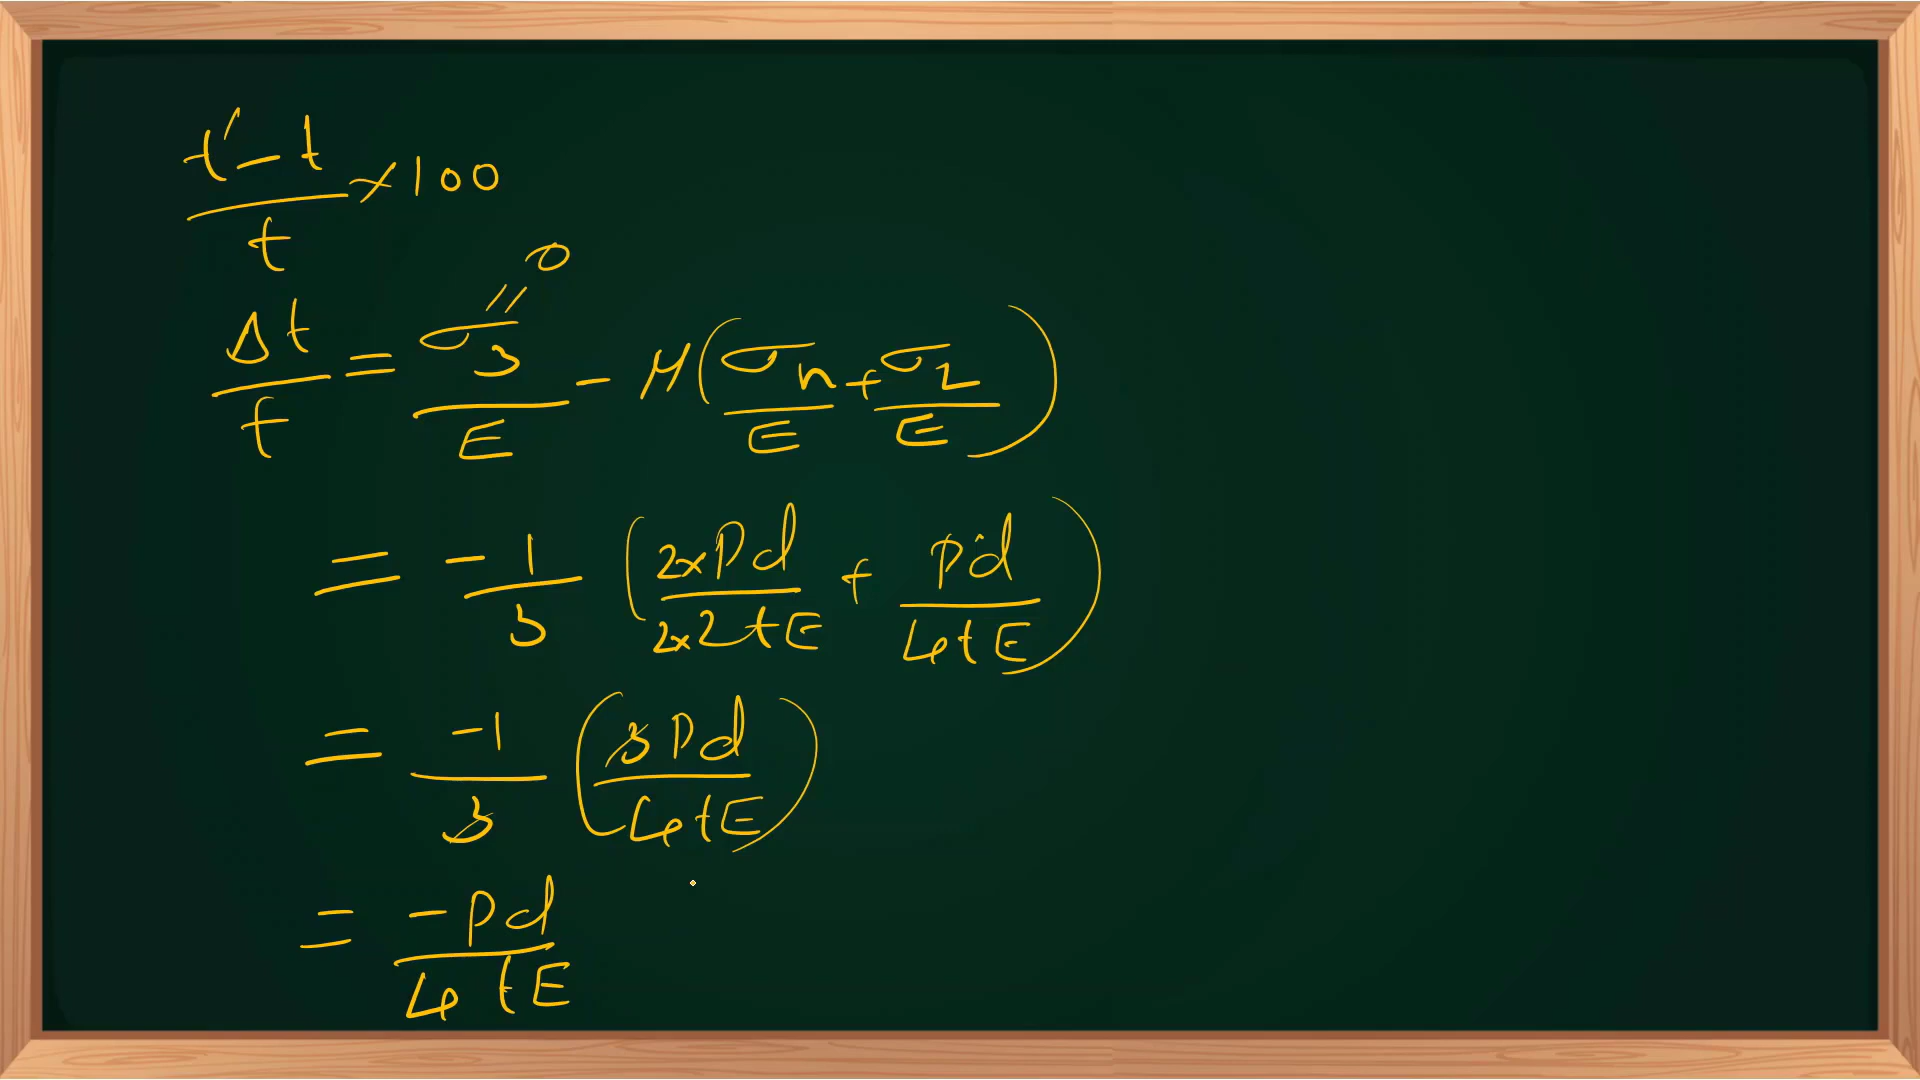 t′ - t / t × 100
Δt / t = σ3 / E - μ (σn / E + σL / E) // 0
= - 1 / 3 (2×Pd / 2×2tE + Pd / 4tE)
= -1 / 3 (3Pd / 4tE)
= -Pd / 4tE